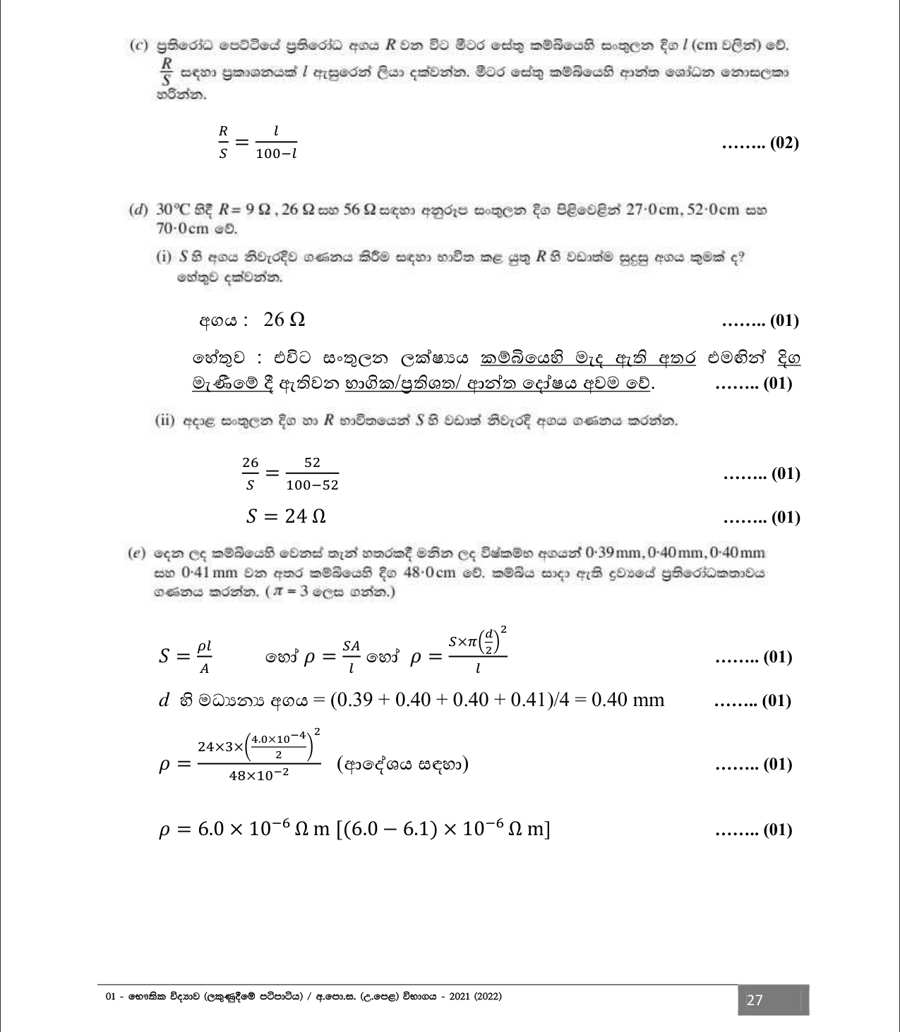 (c) ප්‍රතිරෝධ පෙට්ටියේ ප්‍රතිරෝධ අගය R වන විට මීටර සේතු කම්බියෙහි සංතුලන දිග l (cm වලින්) වේ.
R/S සඳහා ප්‍රකාශනයක් l ඇසුරෙන් ලියා දක්වන්න. මීටර සේතු කම්බියෙහි ආන්ත ශෝධන නොසලකා
හරින්න.
R/S = l/(100−l) …….. (02)
(d) 30°C හිදී R = 9 Ω , 26 Ω සහ 56 Ω සඳහා අනුරූප සංතුලන දිග පිළිවෙළින් 27·0 cm, 52·0 cm සහ
70·0 cm වේ.
(i) S හි අගය නිවැරදිව ගණනය කිරීම සඳහා භාවිත කළ යුතු R හි වඩාත්ම සුදුසු අගය කුමක් ද?
හේතුව දක්වන්න.
අගය : 26 Ω …….. (01)
හේතුව : එවිට සංතුලන ලක්ෂ්‍යය කම්බියෙහි මැද ඇති අතර එමඟින් දිග
මැණීමේ දී ඇතිවන භාගික/ප්‍රතිශත/ ආන්ත දෝෂය අවම වේ. …….. (01)
(ii) අදාළ සංතුලන දිග හා R භාවිතයෙන් S හි වඩාත් නිවැරදි අගය ගණනය කරන්න.
26/S = 52/(100−52) …….. (01)
S = 24 Ω …….. (01)
(e) දෙන ලද කම්බියෙහි වෙනස් තැන් හතරකදී මනින ලද විෂ්කම්භ අගයන් 0·39 mm, 0·40 mm, 0·40 mm
සහ 0·41 mm වන අතර කම්බියෙහි දිග 48·0 cm වේ. කම්බිය සාදා ඇති ද්‍රව්‍යයේ ප්‍රතිරෝධකතාවය
ගණනය කරන්න. ( π = 3 ලෙස ගන්න.)
S = ρl/A හෝ ρ = SA/l හෝ ρ = S×π(d/2)²/l …….. (01)
d හි මධ්‍යන්‍ය අගය = (0.39 + 0.40 + 0.40 + 0.41)/4 = 0.40 mm …….. (01)
ρ = 24×3×(4.0×10⁻⁴/2)²/48×10⁻² (ආදේශය සඳහා) …….. (01)
ρ = 6.0 × 10⁻⁶ Ω m [(6.0 − 6.1) × 10⁻⁶ Ω m] …….. (01)
01 - භෞතික විද්‍යාව (ලකුණුදීමේ පටිපාටිය) / අ.පො.ස. (උ.පෙළ) විභාගය - 2021 (2022) 27